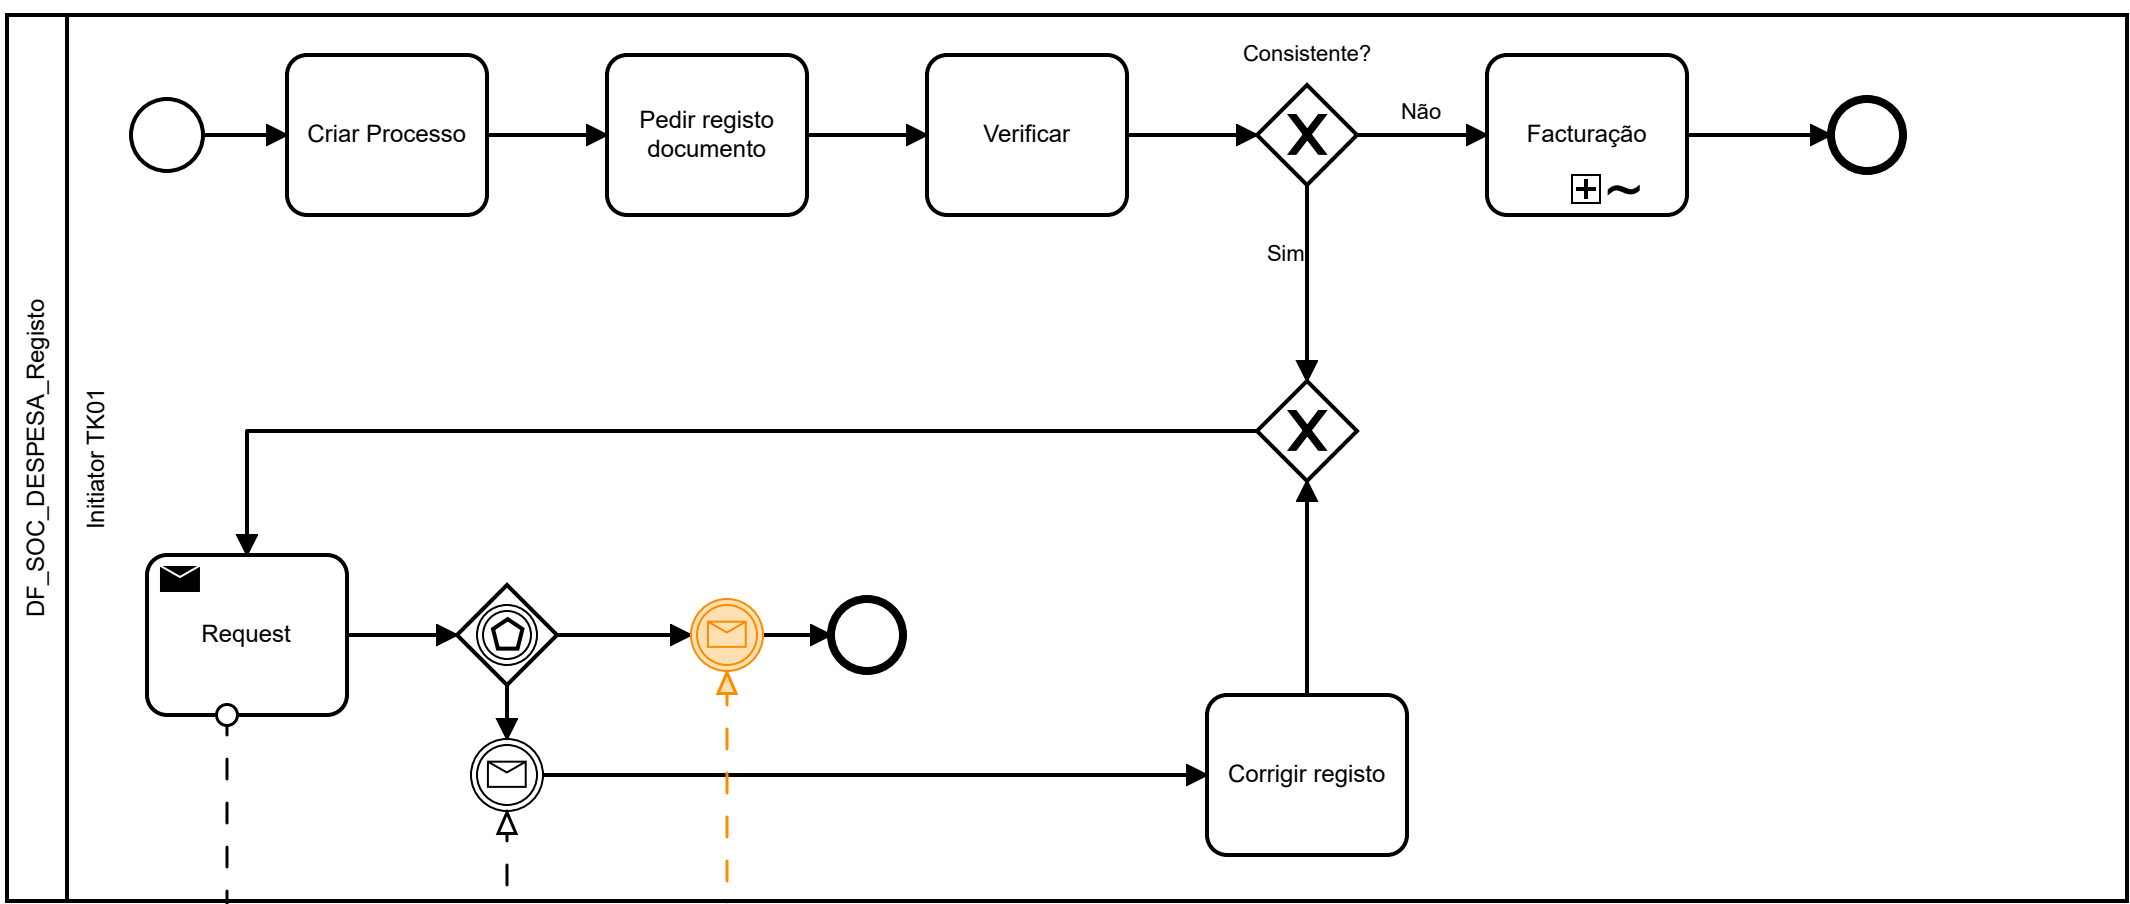 DF_SOC_DESPESA_Registo
Initiator TK01
Criar Processo
Pedir registo
documento
Verificar
Consistente?
Não
Facturação
Sim
Request
Corrigir registo